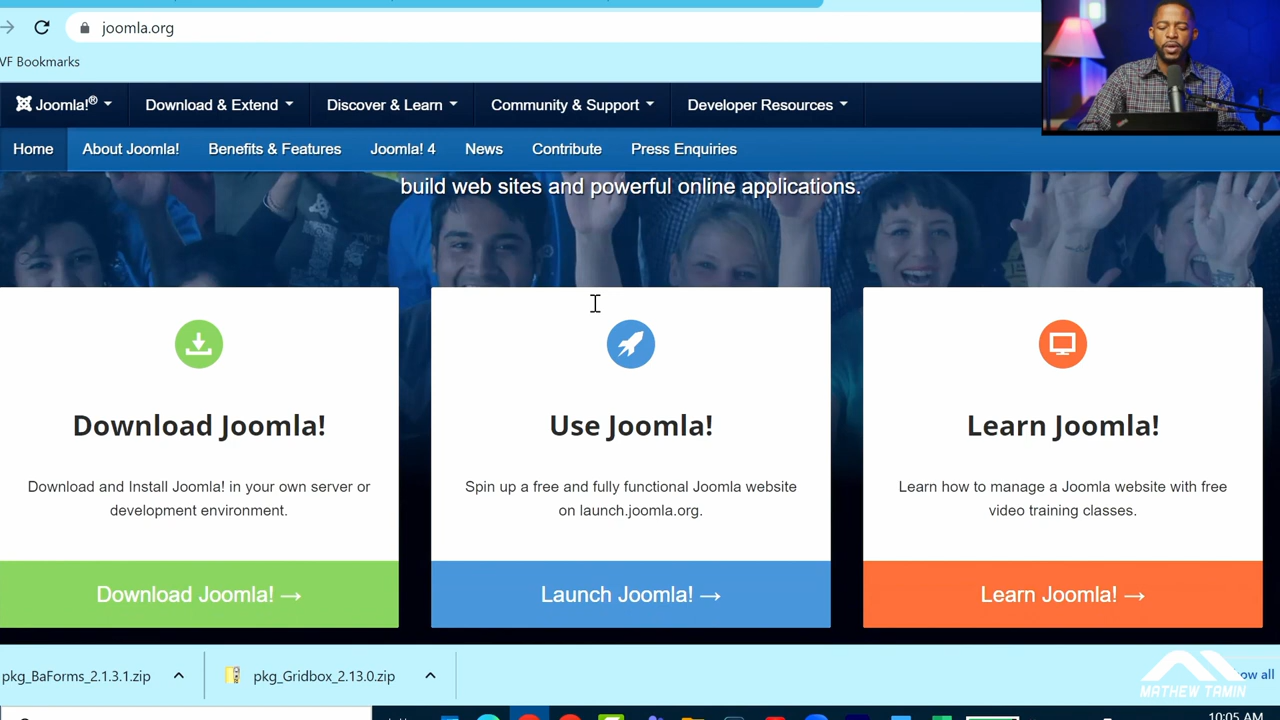 joomla.org
VF Bookmarks
Joomla!® Download & Extend Discover & Learn Community & Support Developer Resources
Home About Joomla! Benefits & Features Joomla! 4 News Contribute Press Enquiries
build web sites and powerful online applications.
Download Joomla!
Download and Install Joomla! in your own server or
development environment.
Download Joomla! →
Use Joomla!
Spin up a free and fully functional Joomla website
on launch.joomla.org.
Launch Joomla! →
Learn Joomla!
Learn how to manage a Joomla website with free
video training classes.
Learn Joomla! →
pkg_BaForms_2.1.3.1.zip pkg_Gridbox_2.13.0.zip ow all
MATHEW TAMIN
10:05 AM